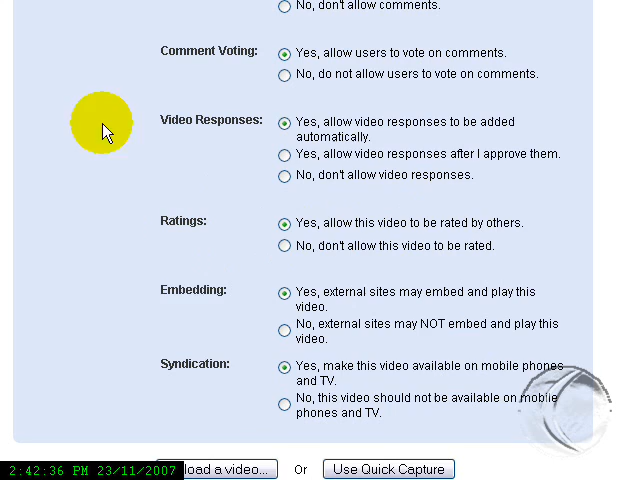 No, don't allow comments.
Comment Voting:
Yes, allow users to vote on comments.
No, do not allow users to vote on comments.
Video Responses:
Yes, allow video responses to be added
automatically.
Yes, allow video responses after I approve them.
No, don't allow video responses.
Ratings:
Yes, allow this video to be rated by others.
No, don't allow this video to be rated.
Embedding:
Yes, external sites may embed and play this
video.
No, external sites may NOT embed and play this
video.
Syndication:
Yes, make this video available on mobile phones
and TV.
No, this video should not be available on mobile
phones and TV.
2:42:36 PM 23/11/2007
load a video... Or Use Quick Capture